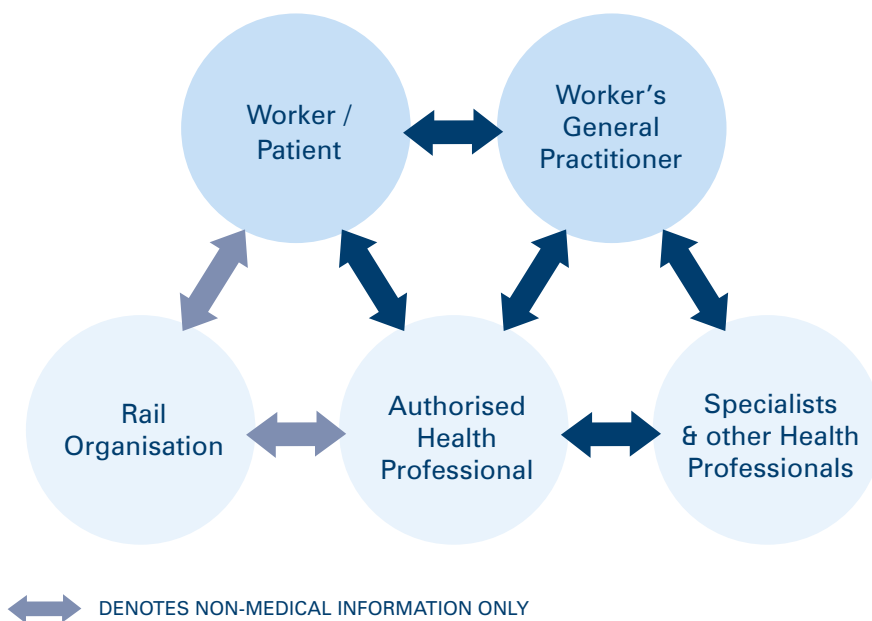 Worker /
Patient
Worker's
General
Practitioner
Rail
Organisation
Authorised
Health
Professional
Specialists
& other Health
Professionals
DENOTES NON-MEDICAL INFORMATION ONLY